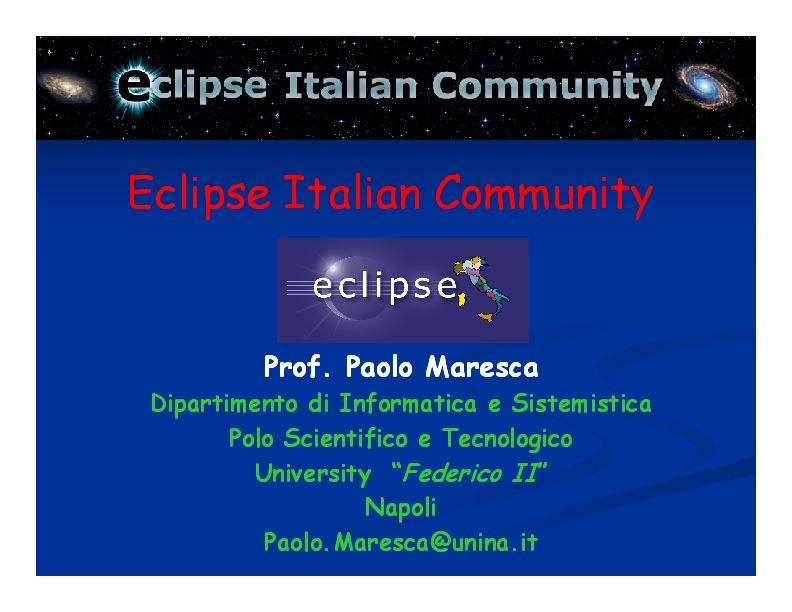 eclipse Italian Community
Eclipse Italian Community
eclipse
Prof. Paolo Maresca
Dipartimento di Informatica e Sistemistica
Polo Scientifico e Tecnologico
University “Federico II”
Napoli
Paolo.Maresca@unina.it